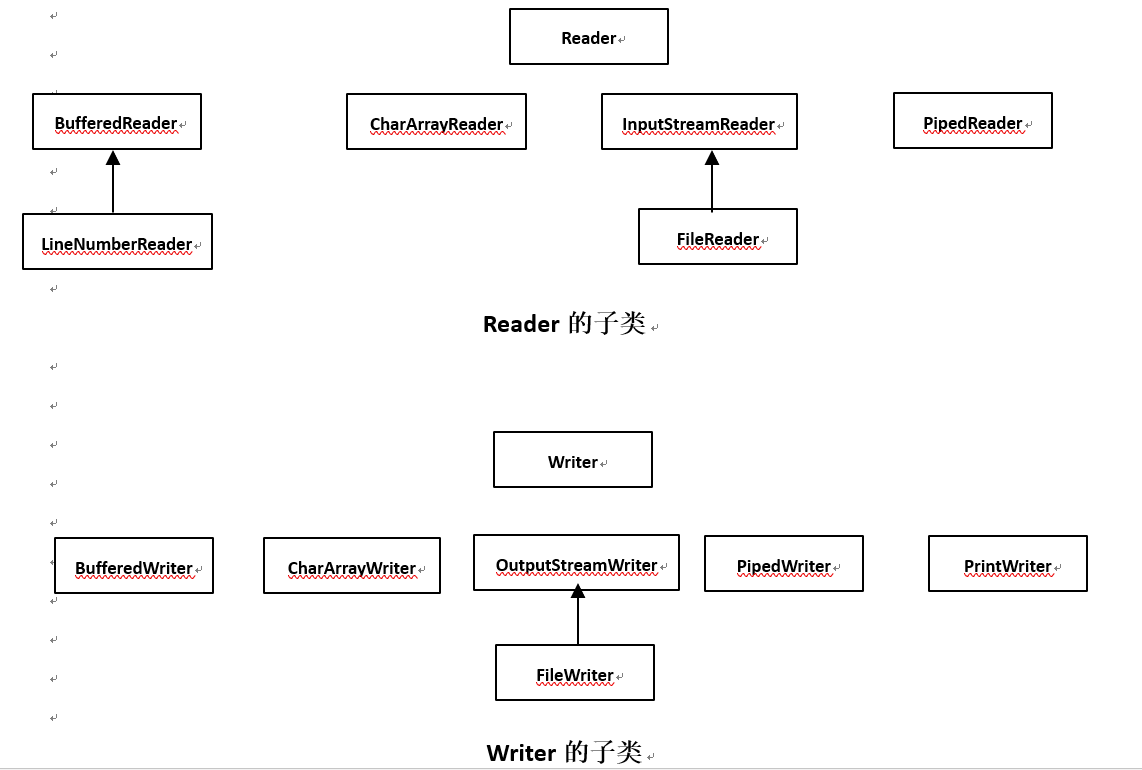 Reader
BufferedReader
CharArrayReader
InputStreamReader
PipedReader
LineNumberReader
FileReader
Reader 的子类
Writer
BufferedWriter
CharArrayWriter
OutputStreamWriter
PipedWriter
PrintWriter
FileWriter
Writer 的子类